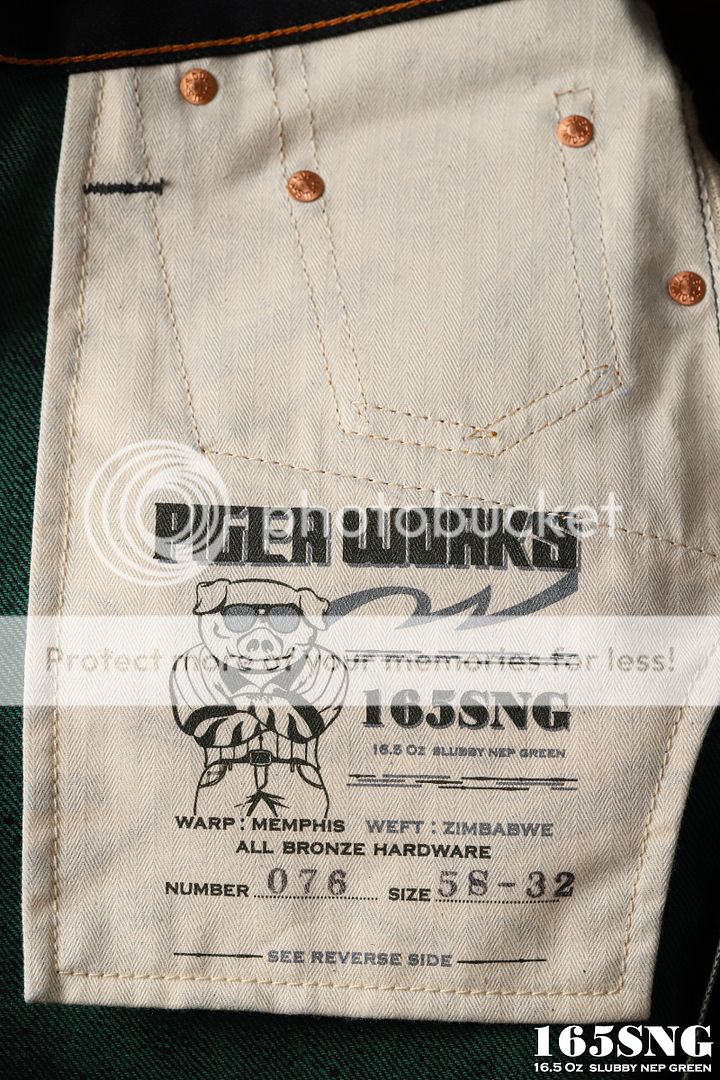 PIGER WORKS
photobucket
Protect more of your memories for less!
165SNG
16.5 Oz SLUBBY NEP GREEN
WARP : MEMPHIS WEFT : ZIMBABWE
ALL BRONZE HARDWARE
NUMBER 076 SIZE 58-32
SEE REVERSE SIDE
165SNG
16.5 Oz SLUBBY NEP GREEN